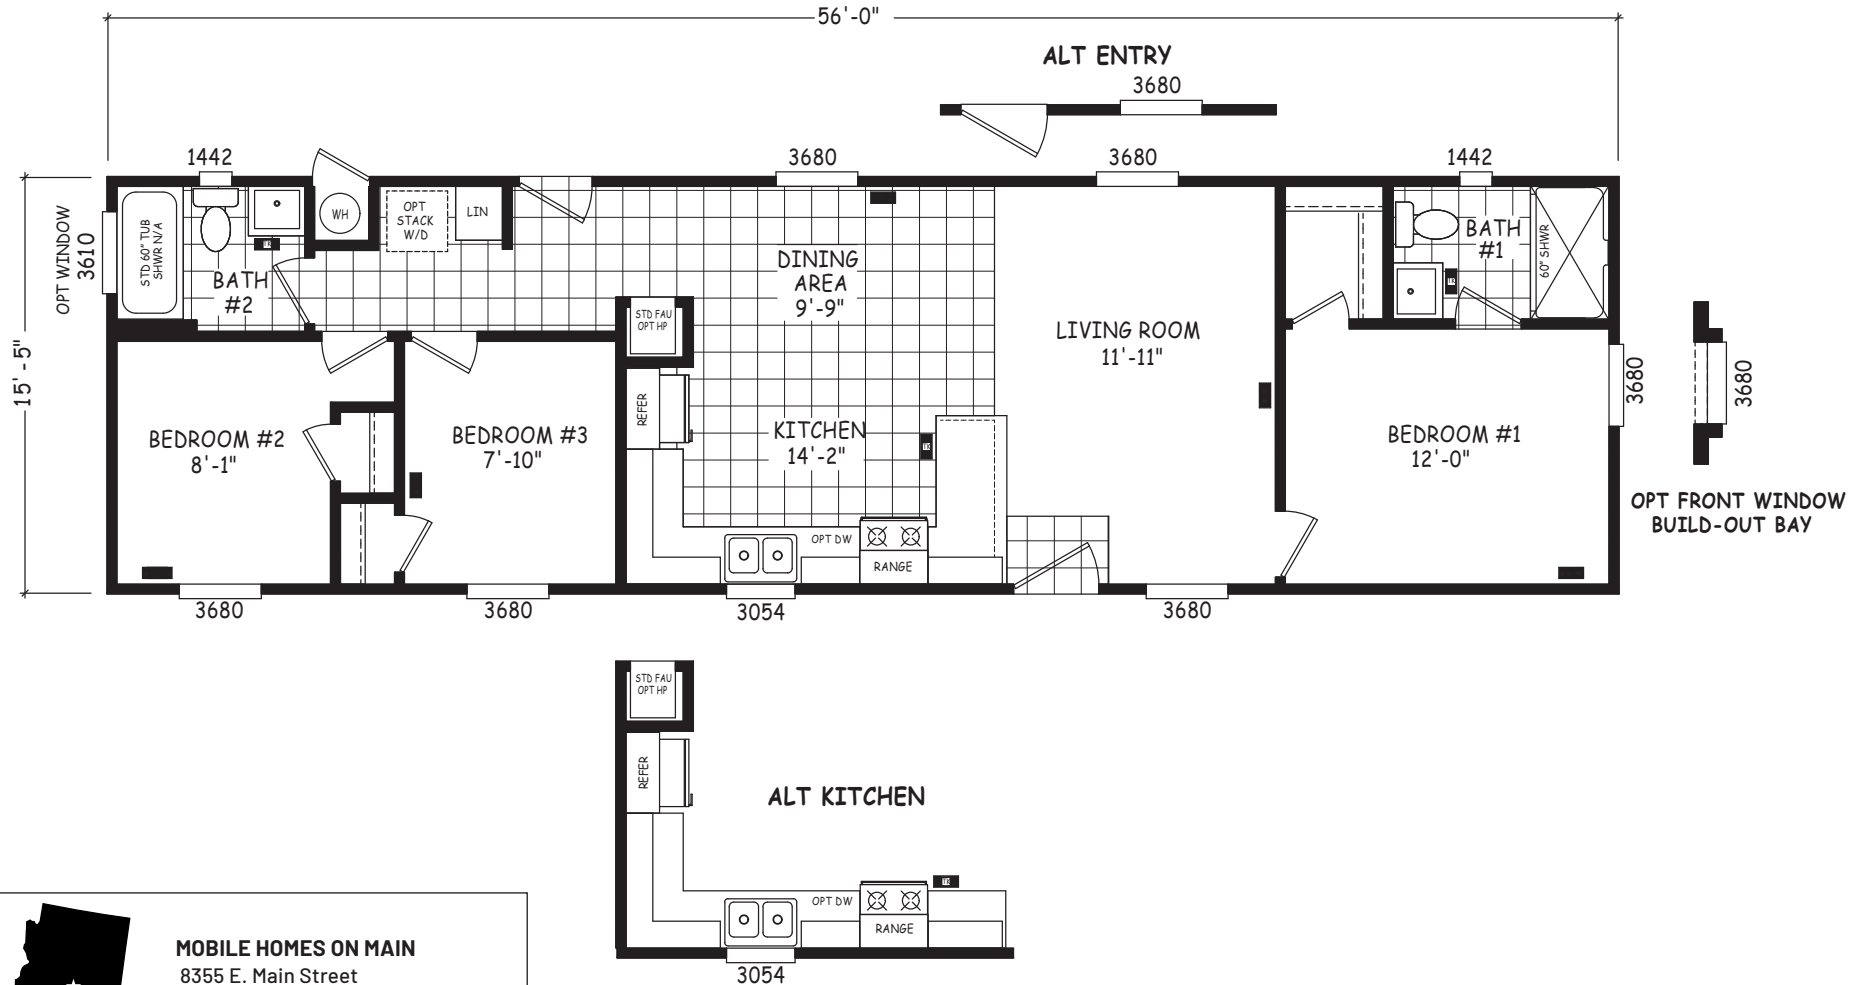 56'-0"
ALT ENTRY
3680
1442
3680
3680
1442
OPT WINDOW
3610
STD 60" TUB
SHWR N/A
BATH
#2
WH
OPT
STACK
W/D
LIN
DINING
AREA
9'-9"
STD FAU
OPT HP
LIVING ROOM
11'-11"
BATH
#1
60" SHWR
15'-5"
BEDROOM #2
8'-1"
BEDROOM #3
7'-10"
REFER
KITCHEN
14'-2"
BEDROOM #1
12'-0"
3680
3680
OPT FRONT WINDOW
BUILD-OUT BAY
OPT DW
RANGE
3680
3680
3054
3680
STD FAU
OPT HP
REFER
ALT KITCHEN
OPT DW
RANGE
3054
MOBILE HOMES ON MAIN
8355 E. Main Street